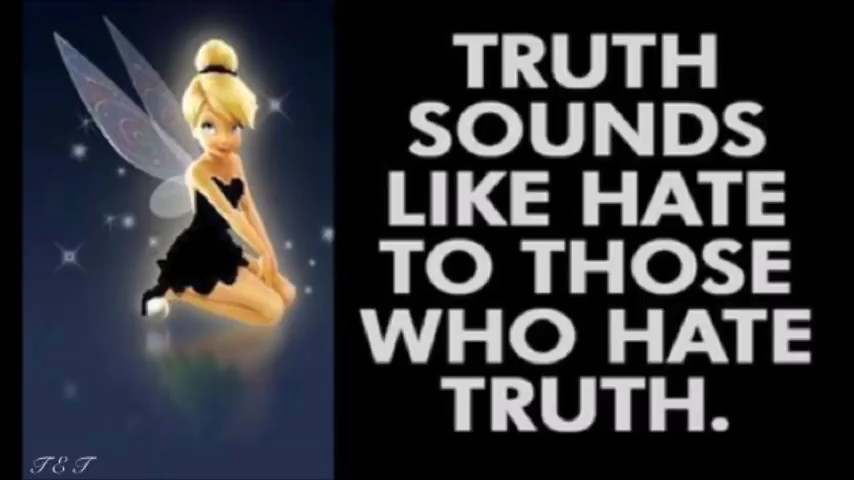 TRUTH
SOUNDS
LIKE HATE
TO THOSE
WHO HATE
TRUTH.
T&T